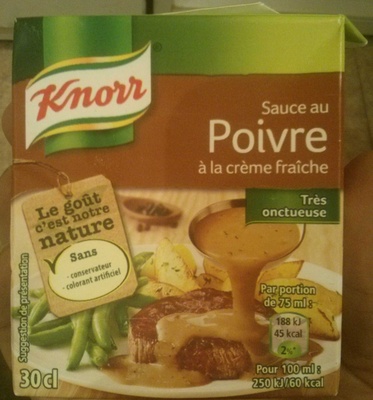 Knorr
Sauce au
Poivre
à la crème fraîche
Très
onctueuse
Le goût
c'est notre
nature
Sans
- conservateur
- colorant artificiel
Suggestion de présentation
30cl
Par portion
de 75 ml :
188 kJ
45 kcal
2%*
Pour 100 ml :
250 kJ/60 kcal